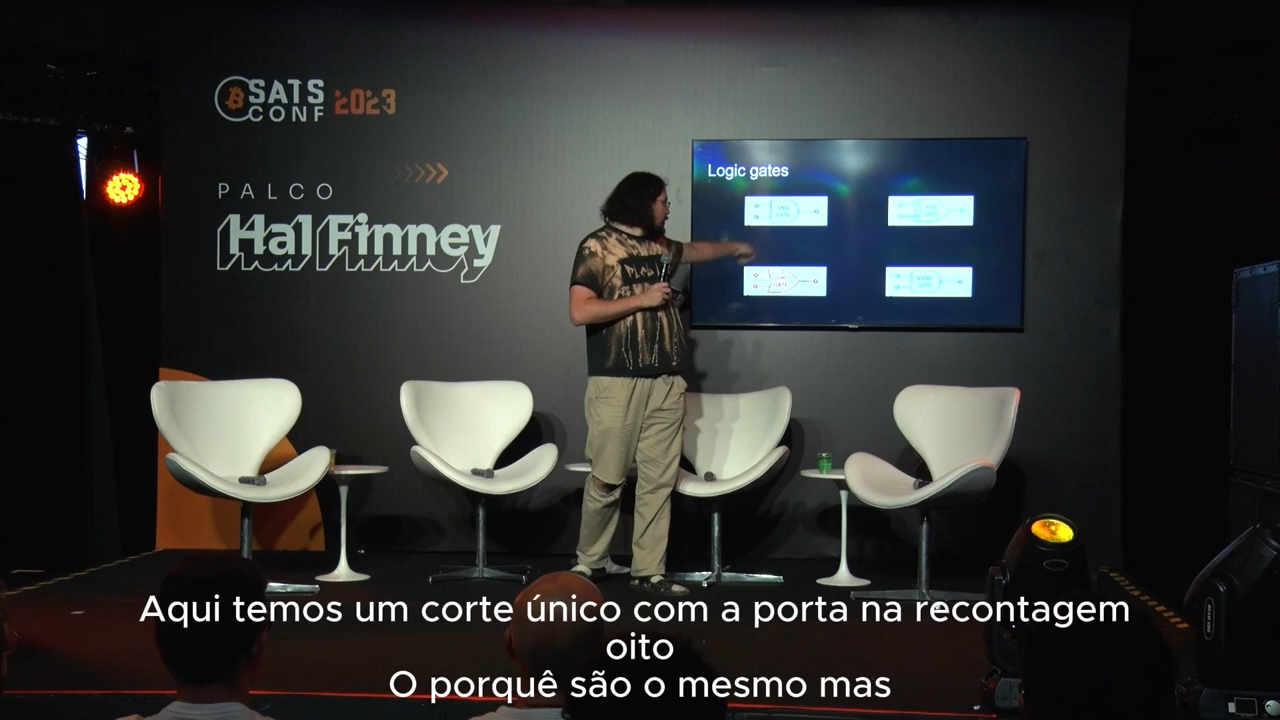 SATS
CONF 2023
PALCO
Hal Finney
Logic gates
GATE
Aqui temos um corte único com a porta na recontagem
oito
O porquê são o mesmo mas